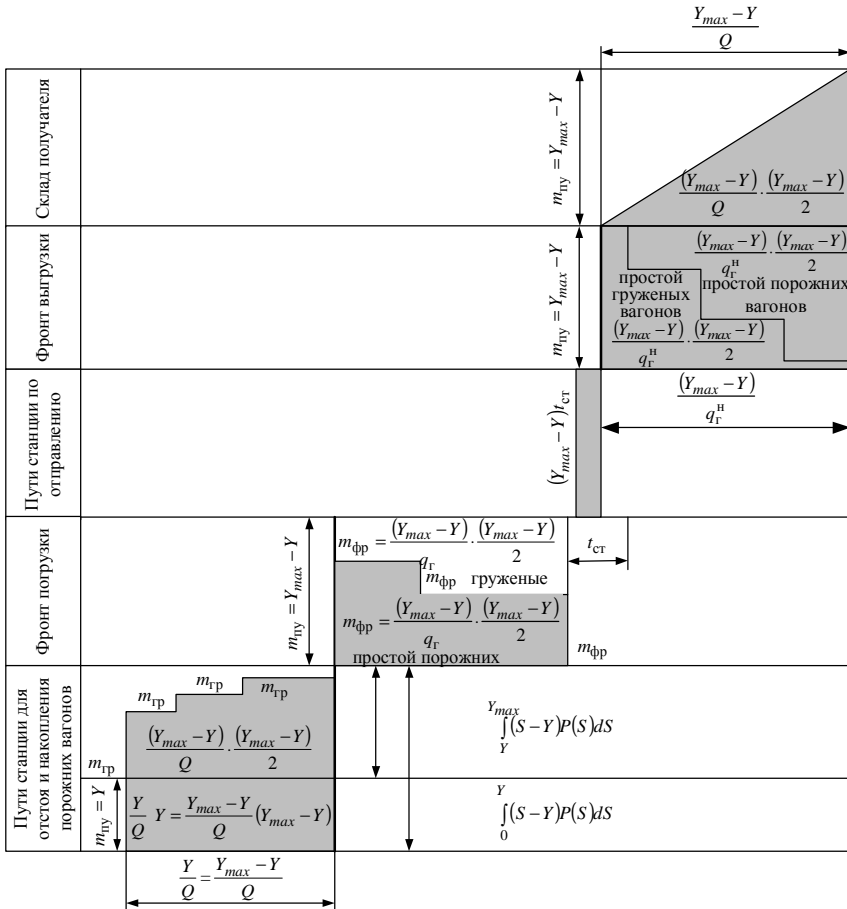 (Y_max − Y) / Q
Склад получателя
m_пу = Y_max − Y
(Y_max − Y) / Q · (Y_max − Y) / 2
Фронт выгрузки
m_пу = Y_max − Y
(Y_max − Y) / q_г^н · (Y_max − Y) / 2
простой порожних
вагонов
простой
груженых
вагонов
(Y_max − Y) / q_г^н · (Y_max − Y) / 2
Пути станции по
отправлению
(Y_max − Y) t_ст
(Y_max − Y) / q_г^н
Фронт погрузки
m_пу = Y_max − Y
m_фр = (Y_max − Y) / q_г · (Y_max − Y) / 2
t_ст
m_фр груженые
m_фр = (Y_max − Y) / q_г · (Y_max − Y) / 2
простой порожних
m_фр
Пути станции для
отстоя и накопления
порожних вагонов
m_гр
m_гр
m_гр
m_гр
(Y_max − Y) / Q · (Y_max − Y) / 2
∫_Y^{Y_max} (S − Y)P(S)dS
m_пу = Y
Y / Q Y = Y_max − Y / Q (Y_max − Y)
∫_0^Y (S − Y)P(S)dS
Y / Q = Y_max − Y / Q